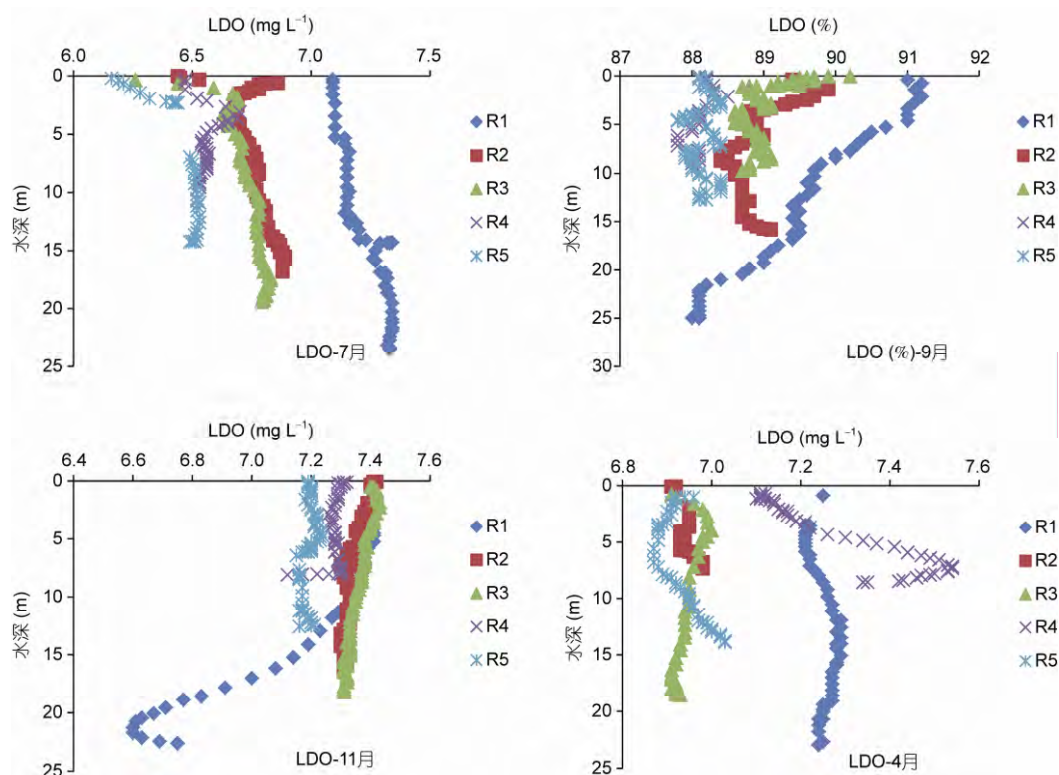 LDO (mg L⁻¹)
6.0 6.5 7.0 7.5
0
5
10
15
20
25
水深 (m)
R1
R2
R3
R4
R5
LDO-7月
LDO (%)
87 88 89 90 91 92
0
5
10
15
20
25
30
水深 (m)
R1
R2
R3
R4
R5
LDO (%)-9月
LDO (mg L⁻¹)
6.4 6.6 6.8 7.0 7.2 7.4 7.6
0
5
10
15
20
25
水深 (m)
R1
R2
R3
R4
R5
LDO-11月
LDO (mg L⁻¹)
6.8 7.0 7.2 7.4 7.6
0
5
10
15
20
25
水深 (m)
R1
R2
R3
R4
R5
LDO-4月